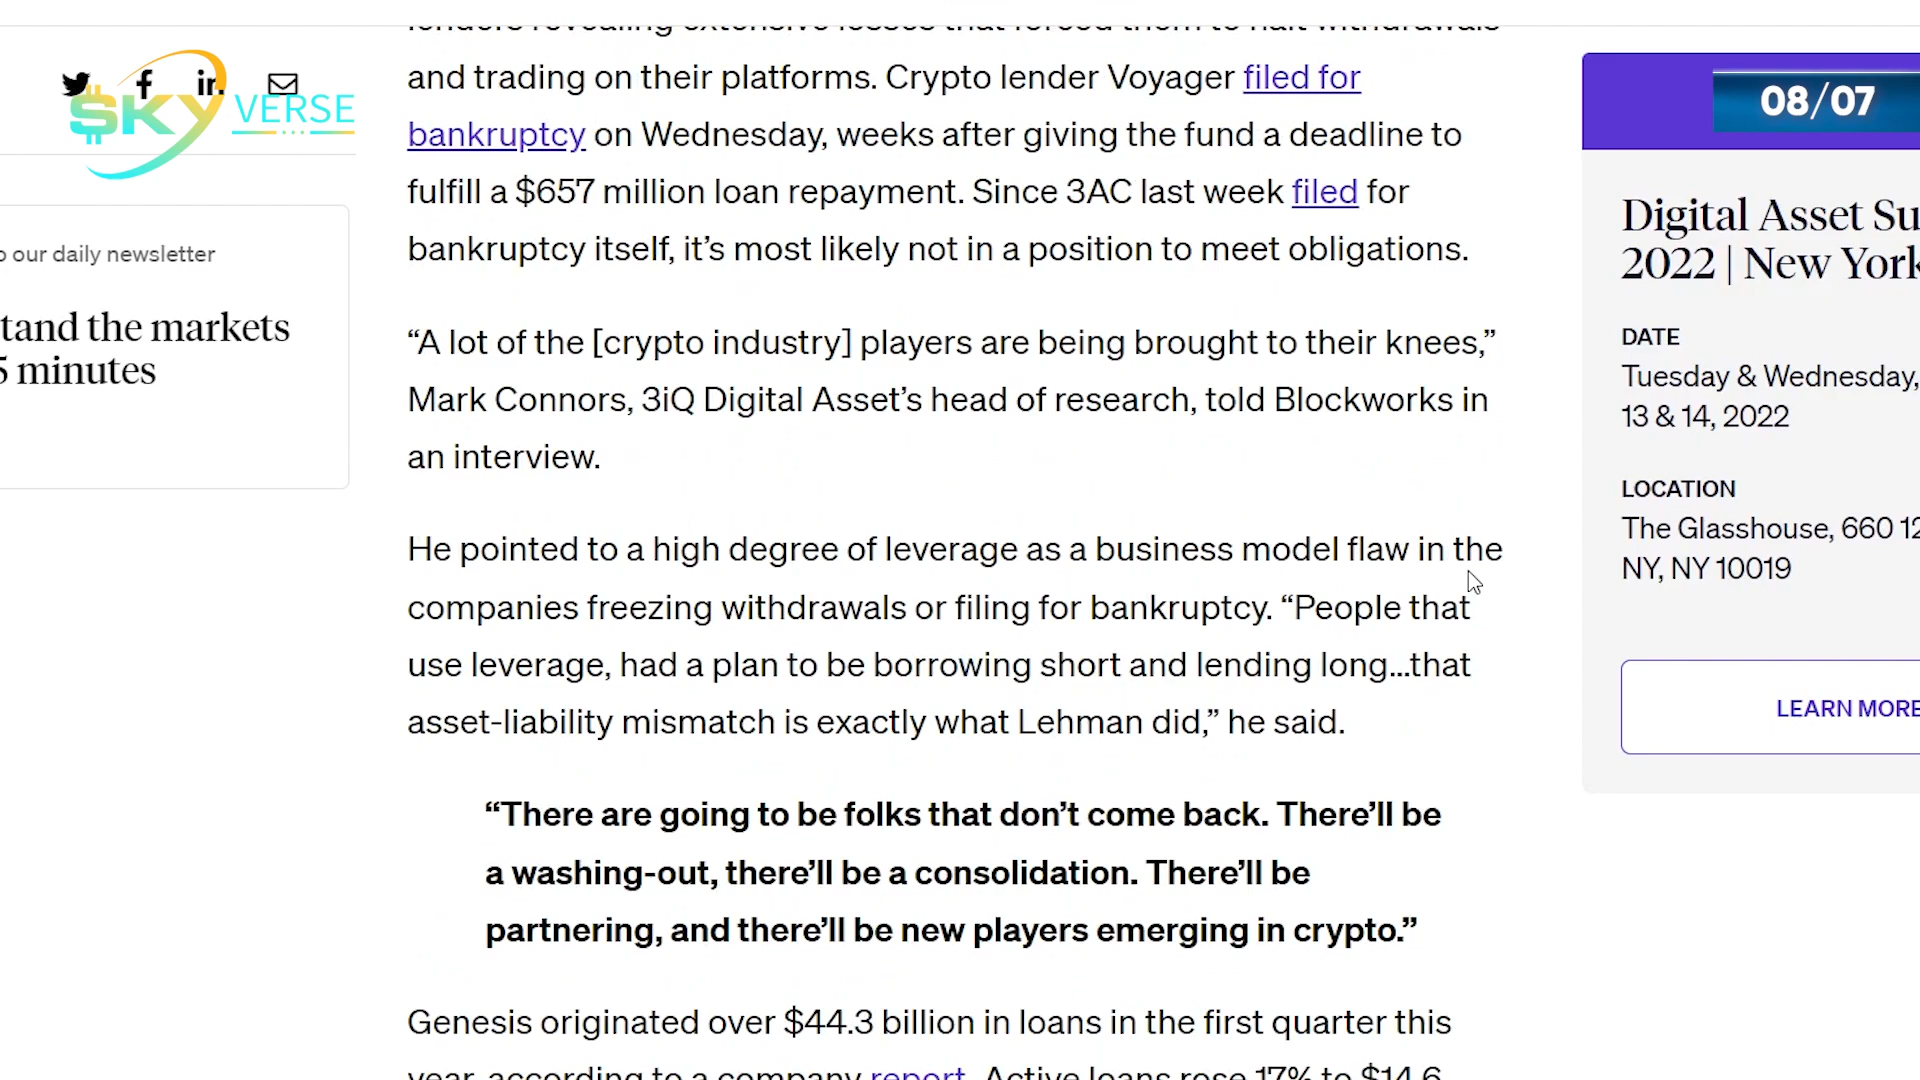 lenders revealing extensive losses that forced them to halt withdrawals
and trading on their platforms. Crypto lender Voyager filed for
bankruptcy on Wednesday, weeks after giving the fund a deadline to
fulfill a $657 million loan repayment. Since 3AC last week filed for
bankruptcy itself, it’s most likely not in a position to meet obligations.
“A lot of the [crypto industry] players are being brought to their knees,”
Mark Connors, 3iQ Digital Asset’s head of research, told Blockworks in
an interview.
He pointed to a high degree of leverage as a business model flaw in the
companies freezing withdrawals or filing for bankruptcy. “People that
use leverage, had a plan to be borrowing short and lending long...that
asset-liability mismatch is exactly what Lehman did,” he said.
“There are going to be folks that don’t come back. There’ll be
a washing-out, there’ll be a consolidation. There’ll be
partnering, and there’ll be new players emerging in crypto.”
Genesis originated over $44.3 billion in loans in the first quarter this
year, according to a company report. Active loans rose 17% to $14.6
$KY VERSE
o our daily newsletter
tand the markets
5 minutes
08/07
Digital Asset Su
2022 | New York
DATE
Tuesday & Wednesday,
13 & 14, 2022
LOCATION
The Glasshouse, 660 12
NY, NY 10019
LEARN MORE